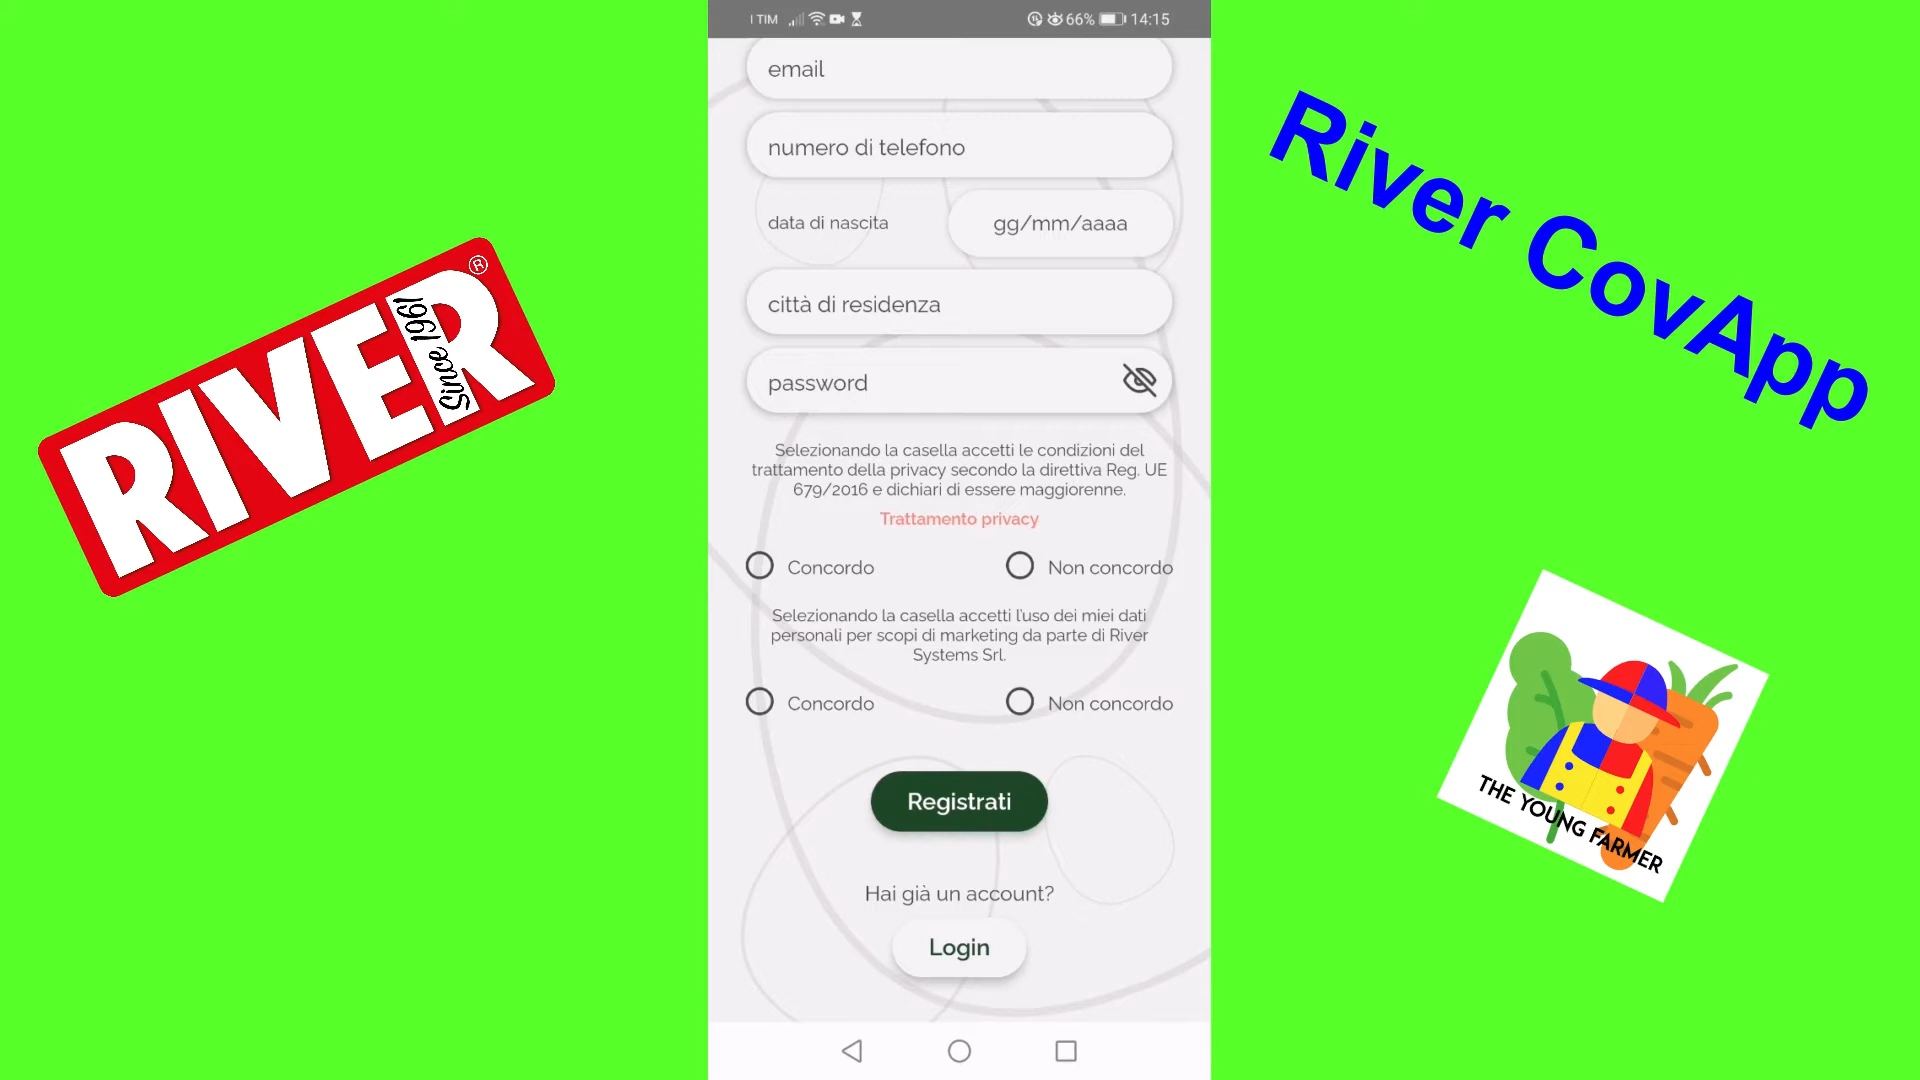 I TIM
66%
14:15
email
numero di telefono
data di nascita
gg/mm/aaaa
città di residenza
password
Selezionando la casella accetti le condizioni del
trattamento della privacy secondo la direttiva Reg. UE
679/2016 e dichiari di essere maggiorenne.
Trattamento privacy
Concordo
Non concordo
Selezionando la casella accetti l'uso dei miei dati
personali per scopi di marketing da parte di River
Systems Srl.
Concordo
Non concordo
Registrati
Hai già un account?
Login
RIVER®
Since 1961
River CovApp
THE YOUNG FARMER